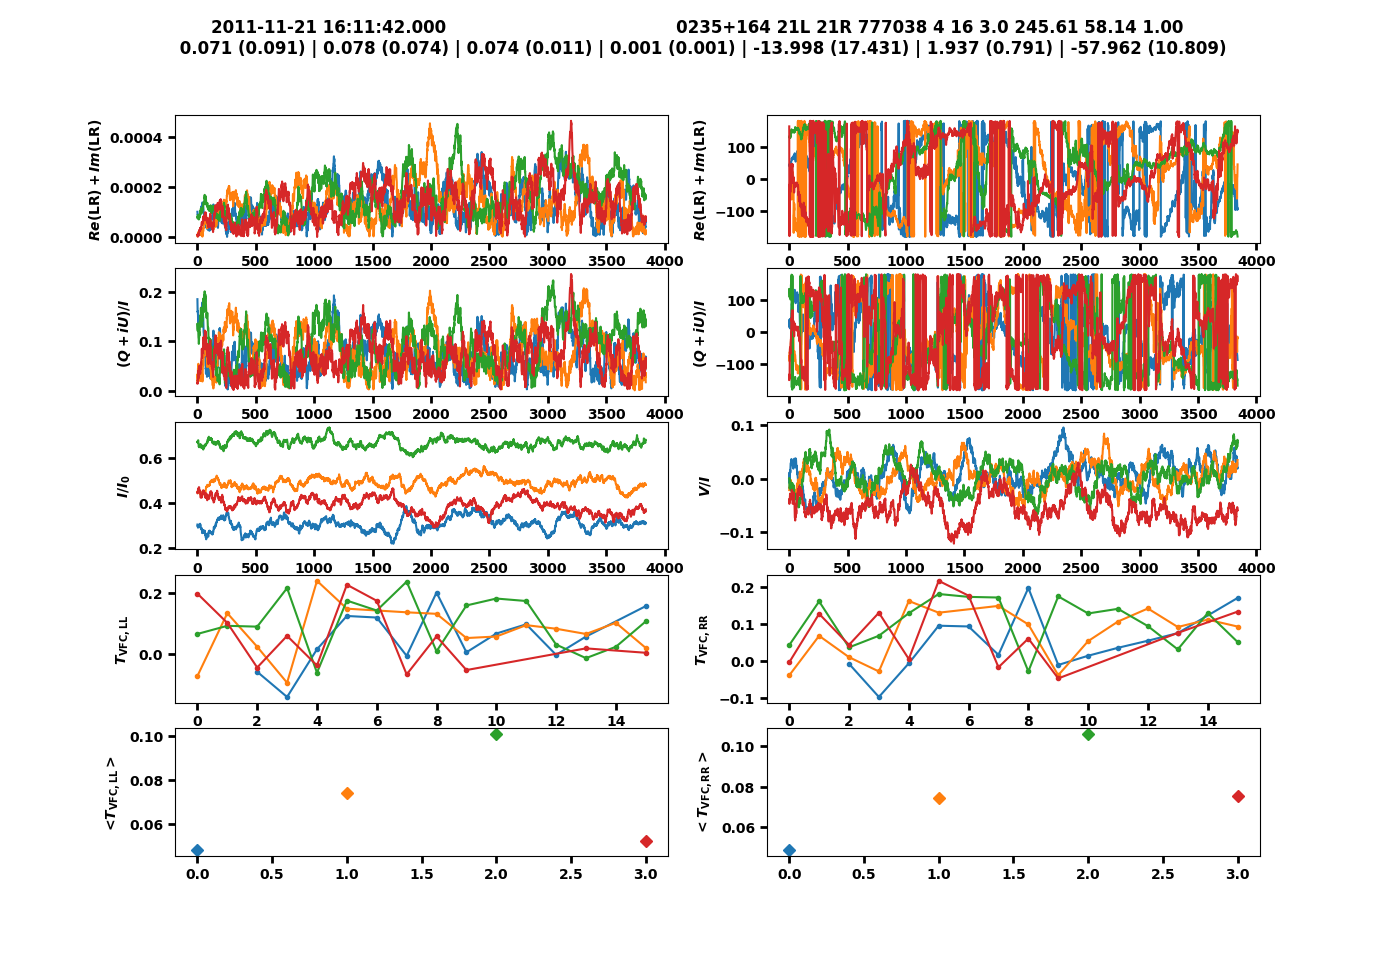 2011-11-21 16:11:42.000 0235+164 21L 21R 777038 4 16 3.0 245.61 58.14 1.00
0.071 (0.091) | 0.078 (0.074) | 0.074 (0.011) | 0.001 (0.001) | -13.998 (17.431) | 1.937 (0.791) | -57.962 (10.809)
Re(LR) + Im(LR)
0.0004
0.0002
0.0000
0 500 1000 1500 2000 2500 3000 3500 4000
Re(LR) + Im(LR)
100
0
−100
0 500 1000 1500 2000 2500 3000 3500 4000
(Q + iU)/I
0.2
0.1
0.0
0 500 1000 1500 2000 2500 3000 3500 4000
(Q + iU)/I
100
0
−100
0 500 1000 1500 2000 2500 3000 3500 4000
I/I0
0.6
0.4
0.2
0 500 1000 1500 2000 2500 3000 3500 4000
V/I
0.1
0.0
−0.1
0 500 1000 1500 2000 2500 3000 3500 4000
TVFC,LL
0.2
0.0
0 2 4 6 8 10 12 14
TVFC,RR
0.2
0.1
0.0
−0.1
0 2 4 6 8 10 12 14
<TVFC,LL >
0.10
0.08
0.06
0.0 0.5 1.0 1.5 2.0 2.5 3.0
< TVFC,RR >
0.10
0.08
0.06
0.0 0.5 1.0 1.5 2.0 2.5 3.0